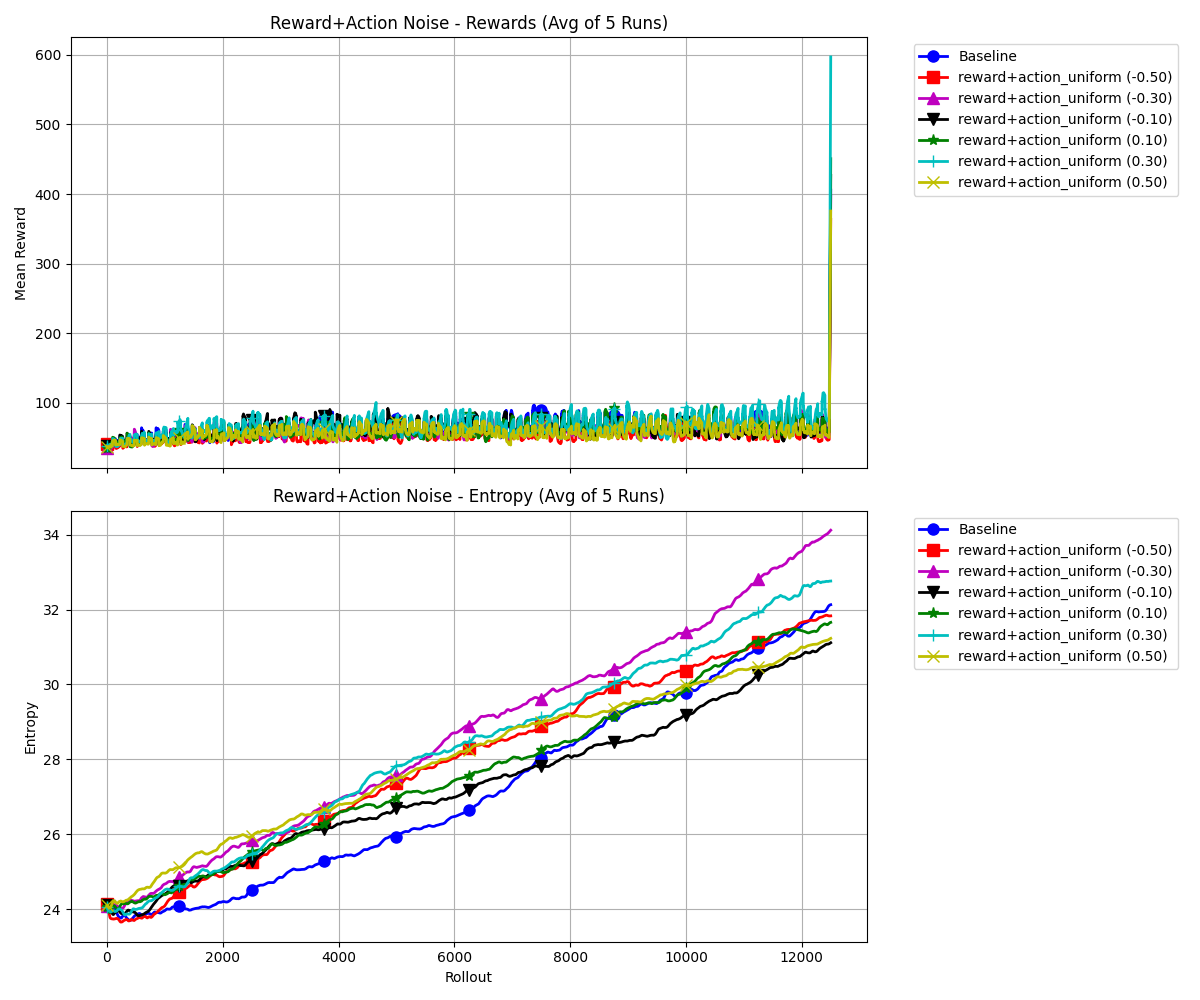 Reward+Action Noise - Rewards (Avg of 5 Runs)
600
500
400
300
200
100
Mean Reward
Baseline
reward+action_uniform (-0.50)
reward+action_uniform (-0.30)
reward+action_uniform (-0.10)
reward+action_uniform (0.10)
reward+action_uniform (0.30)
reward+action_uniform (0.50)
Reward+Action Noise - Entropy (Avg of 5 Runs)
34
32
30
28
26
24
Entropy
0 2000 4000 6000 8000 10000 12000
Rollout
Baseline
reward+action_uniform (-0.50)
reward+action_uniform (-0.30)
reward+action_uniform (-0.10)
reward+action_uniform (0.10)
reward+action_uniform (0.30)
reward+action_uniform (0.50)